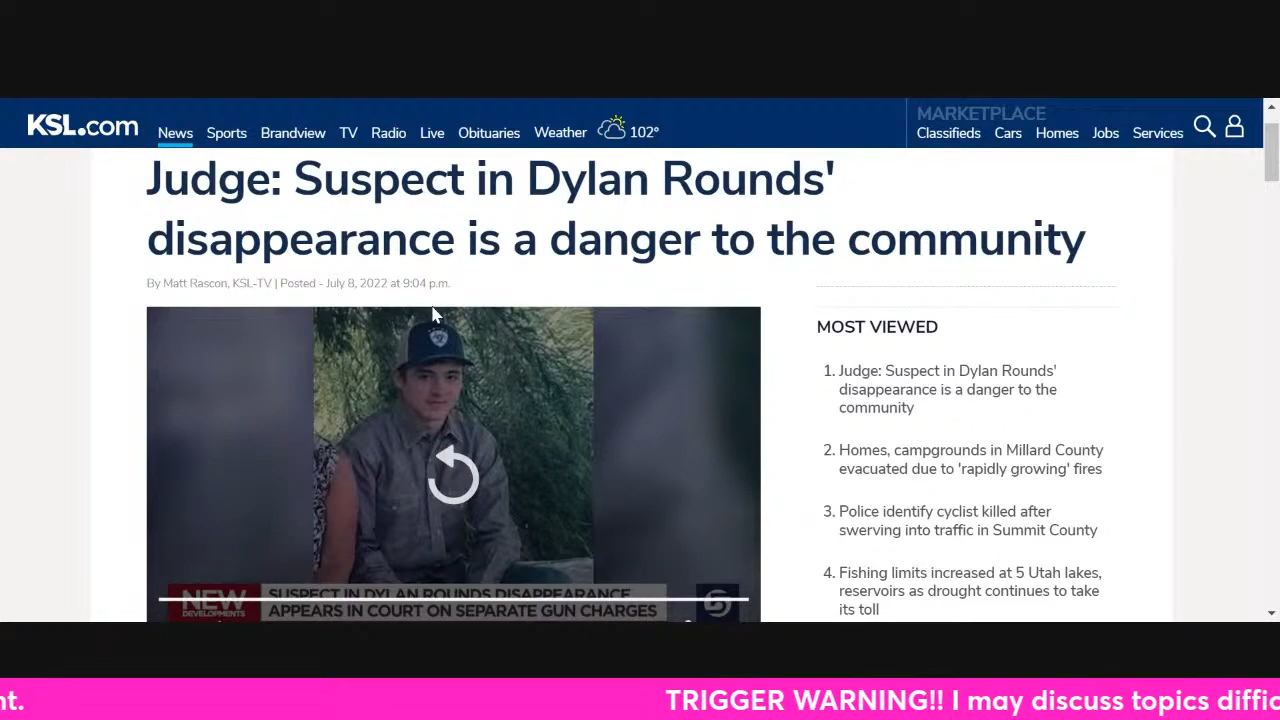 KSL.com
News Sports Brandview TV Radio Live Obituaries Weather 102°
MARKETPLACE
Classifieds Cars Homes Jobs Services
Judge: Suspect in Dylan Rounds'
disappearance is a danger to the community
By Matt Rascon, KSL-TV | Posted - July 8, 2022 at 9:04 p.m.
NEW
DEVELOPMENTS
SUSPECT IN DYLAN ROUNDS DISAPPEARANCE
APPEARS IN COURT ON SEPARATE GUN CHARGES
5
MOST VIEWED
1. Judge: Suspect in Dylan Rounds'
disappearance is a danger to the
community
2. Homes, campgrounds in Millard County
evacuated due to 'rapidly growing' fires
3. Police identify cyclist killed after
swerving into traffic in Summit County
4. Fishing limits increased at 5 Utah lakes,
reservoirs as drought continues to take
its toll
nt. TRIGGER WARNING!! I may discuss topics diffic